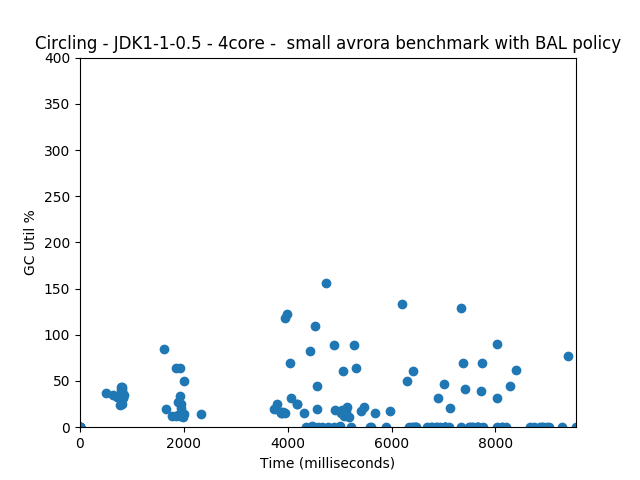 Circling - JDK1-1-0.5 - 4core -  small avrora benchmark with BAL policy
400
350
300
250
200
150
100
50
0
GC Util %
0 2000 4000 6000 8000
Time (milliseconds)